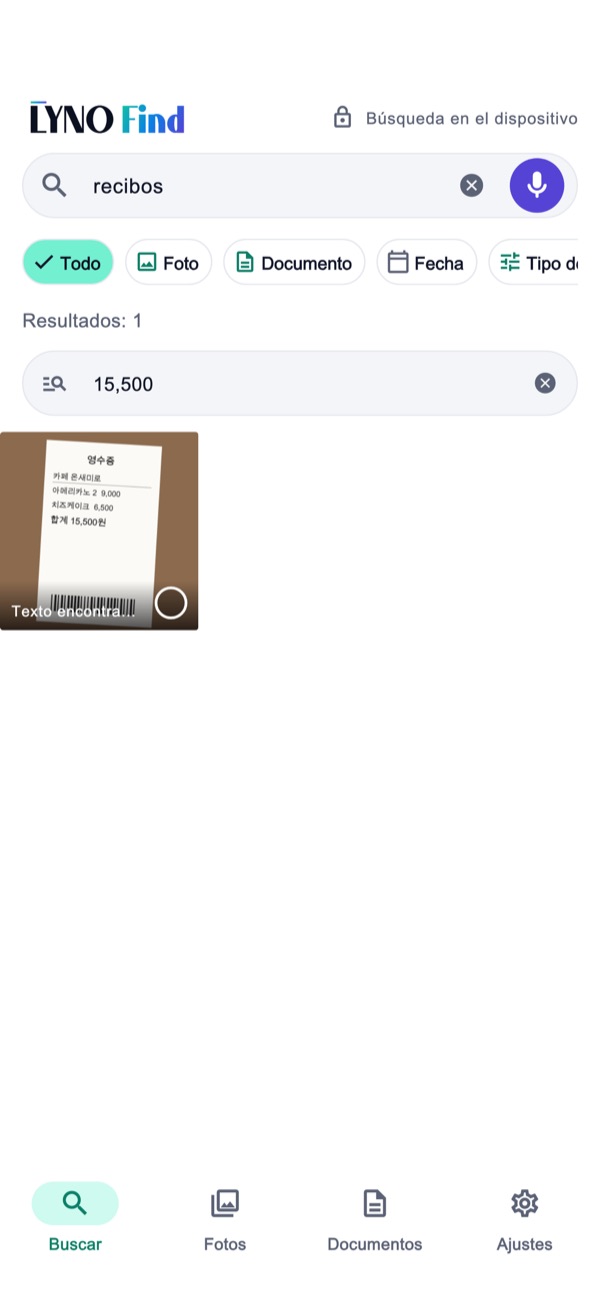 LYNO Find
Búsqueda en el dispositivo
recibos
Todo
Foto
Documento
Fecha
Tipo de
Resultados: 1
15,500
영수증
카페 온새미로
아메리카노 2 9,000
치즈케이크 6,500
합계 15,500원
Texto encontra...
Buscar
Fotos
Documentos
Ajustes